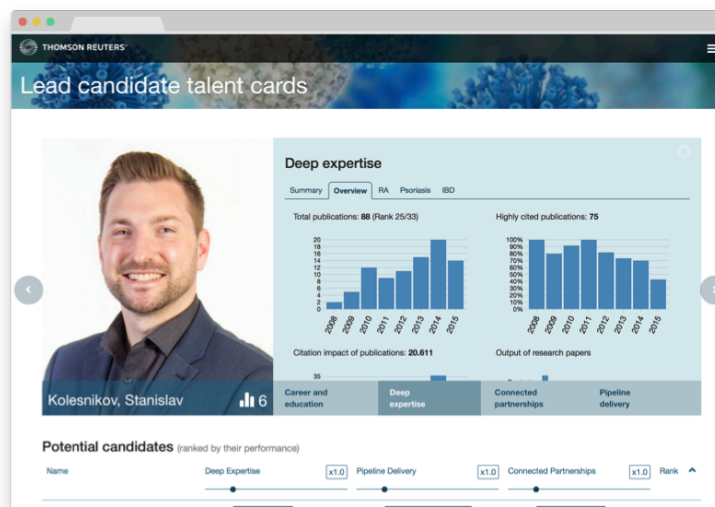 THOMSON REUTERS
Lead candidate talent cards
Deep expertise
Summary Overview RA Psoriasis IBD
Total publications: 88 (Rank 25/33)
20
18
16
14
12
10
8
6
4
2
0
2008 2009 2010 2011 2012 2013 2014 2015
Highly cited publications: 75
100%
90%
80%
70%
60%
50%
40%
30%
20%
10%
0%
2008 2009 2010 2011 2012 2013 2014 2015
Citation impact of publications: 20.611
35
Output of research papers
Kolesnikov, Stanislav 6
Career and education
Deep expertise
Connected partnerships
Pipeline delivery
Potential candidates (ranked by their performance)
Name Deep Expertise x1.0 Pipeline Delivery x1.0 Connected Partnerships x1.0 Rank